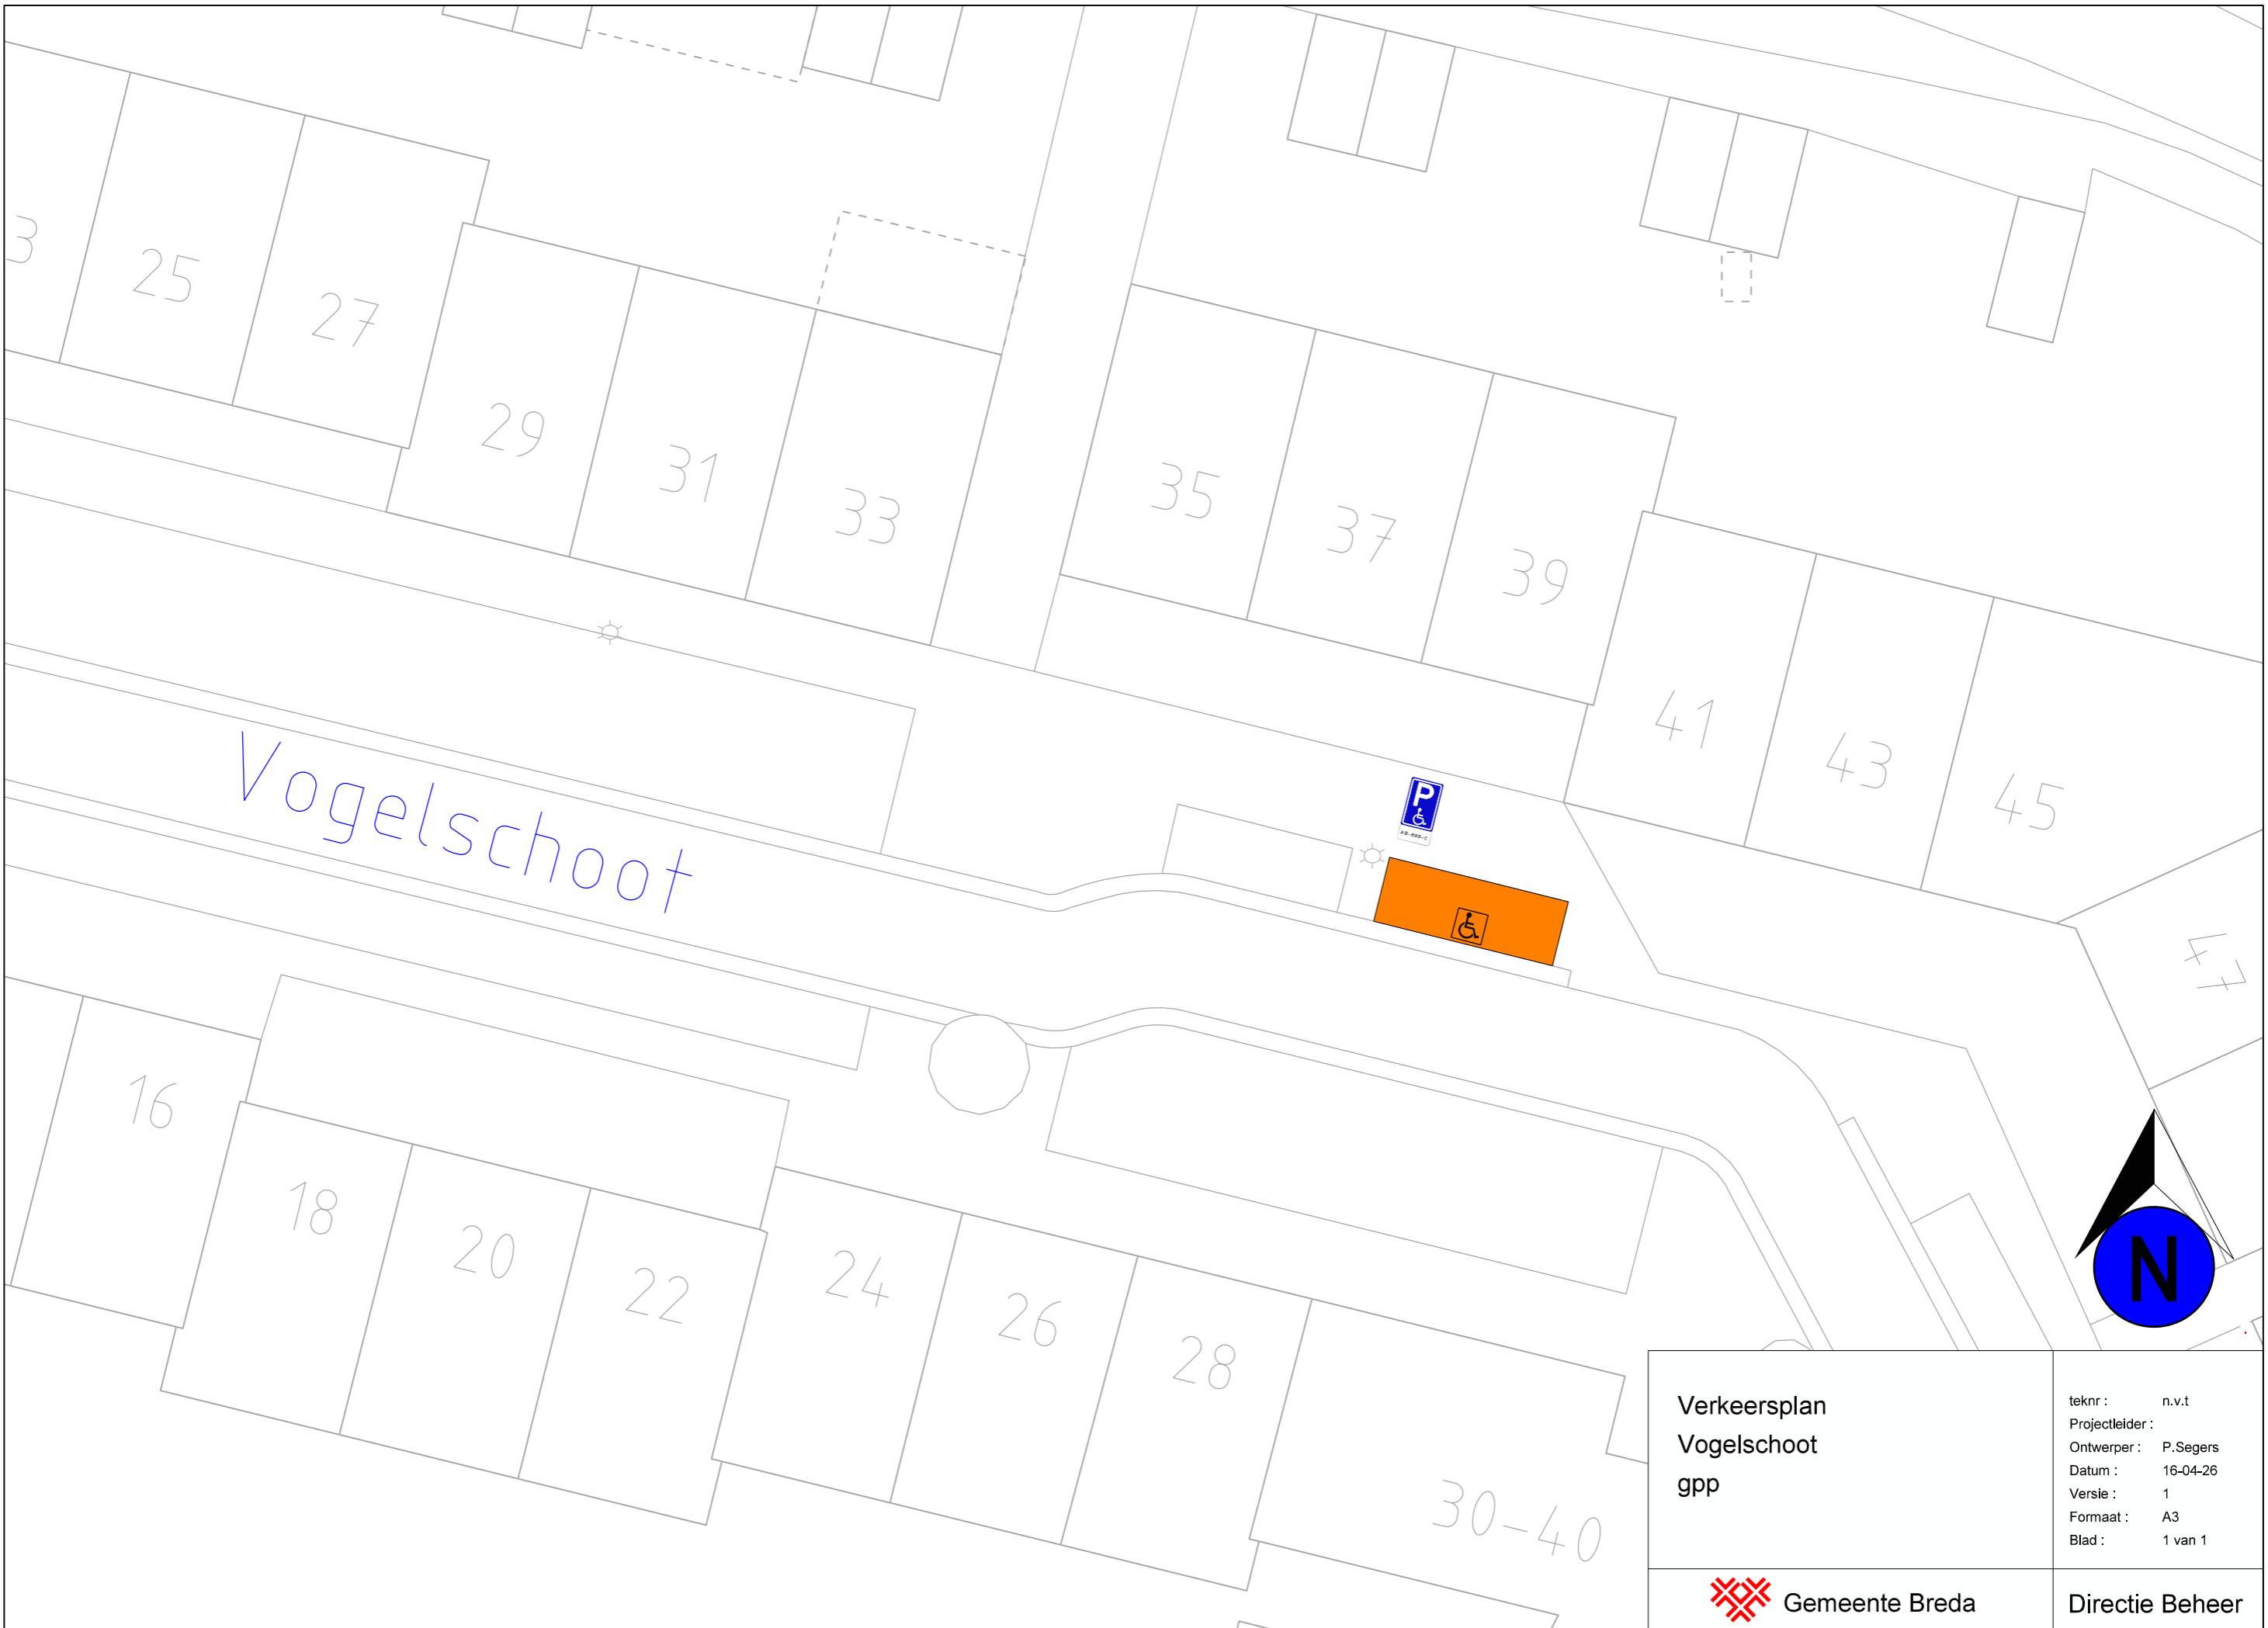 3
25
27
29
31
33
35
37
39
41
43
45
47
Vogelschoot
P
16
18
20
22
24
26
28
30-40
N
Verkeersplan
Vogelschoot
gpp
teknr : n.v.t
Projectleider :
Ontwerper : P.Segers
Datum : 16-04-26
Versie : 1
Formaat : A3
Blad : 1 van 1
Gemeente Breda
Directie Beheer